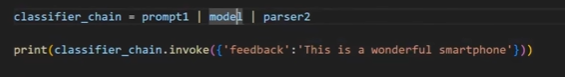 classifier_chain = prompt1 | model | parser2
print(classifier_chain.invoke({'feedback':'This is a wonderful smartphone'}))